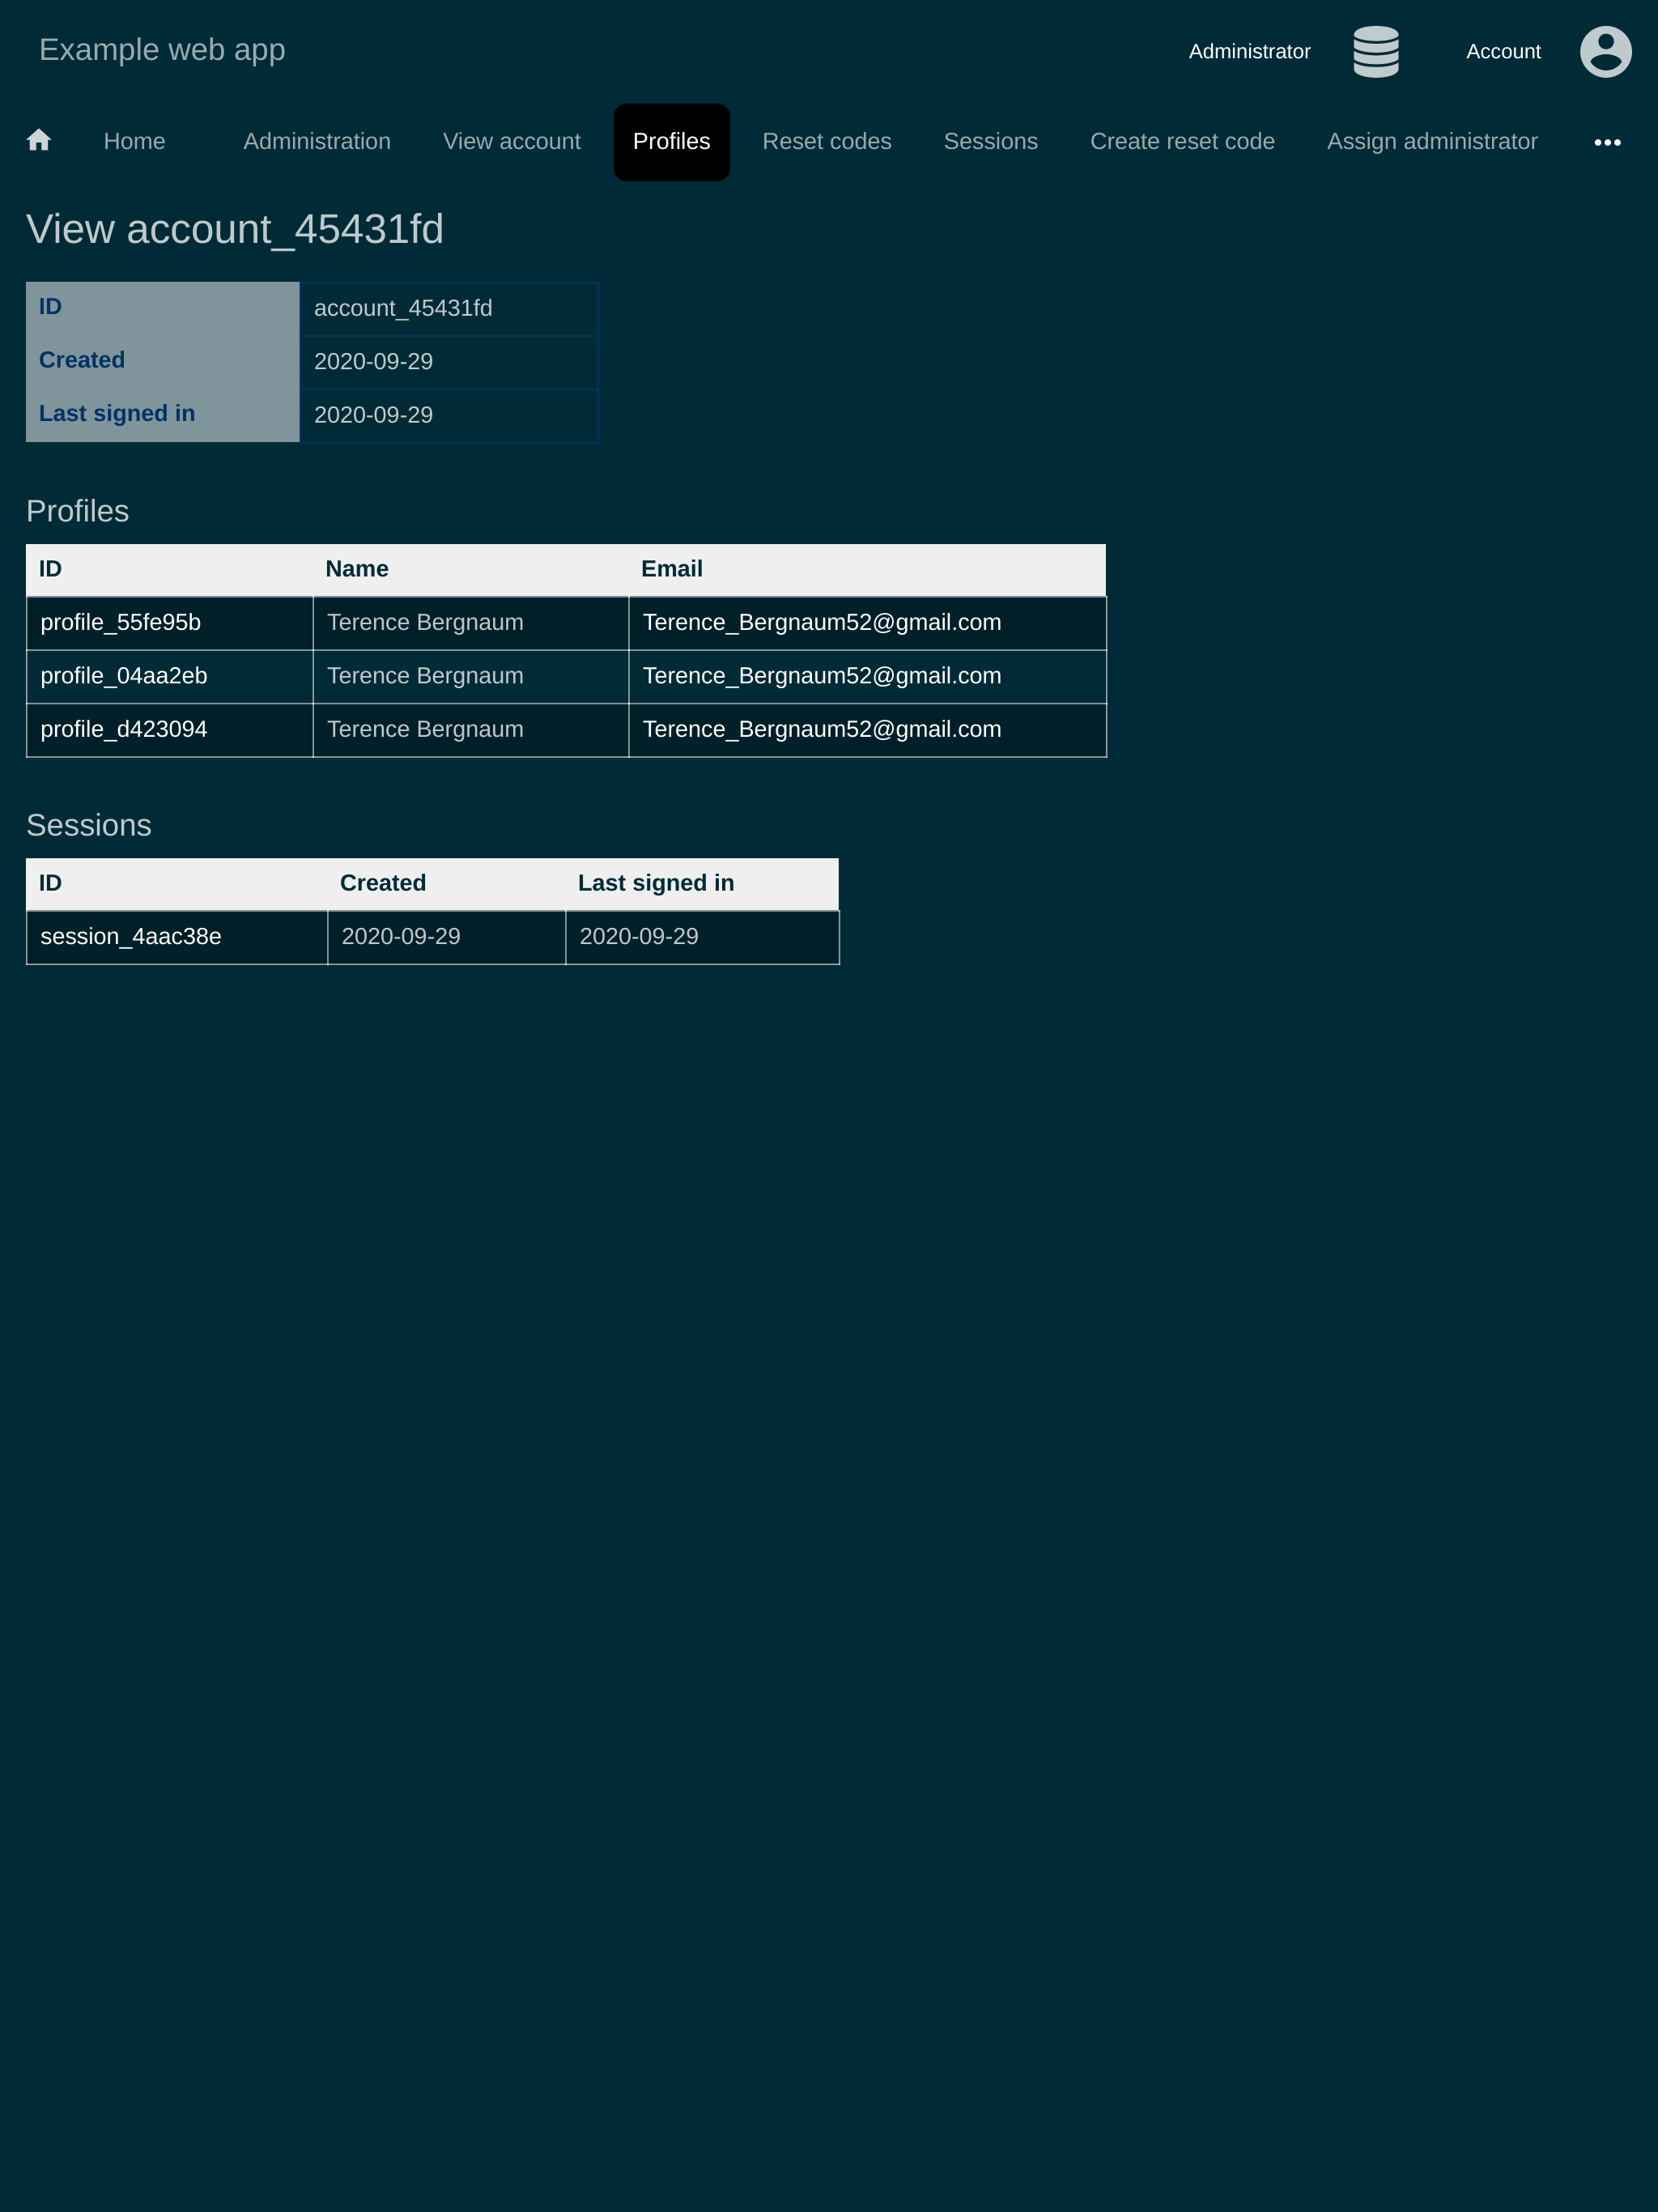 Example web app
Administrator
Account
Home Administration View account Profiles Reset codes Sessions Create reset code Assign administrator
View account_45431fd
ID account_45431fd
Created 2020-09-29
Last signed in 2020-09-29
Profiles
ID Name Email
profile_55fe95b Terence Bergnaum Terence_Bergnaum52@gmail.com
profile_04aa2eb Terence Bergnaum Terence_Bergnaum52@gmail.com
profile_d423094 Terence Bergnaum Terence_Bergnaum52@gmail.com
Sessions
ID Created Last signed in
session_4aac38e 2020-09-29 2020-09-29